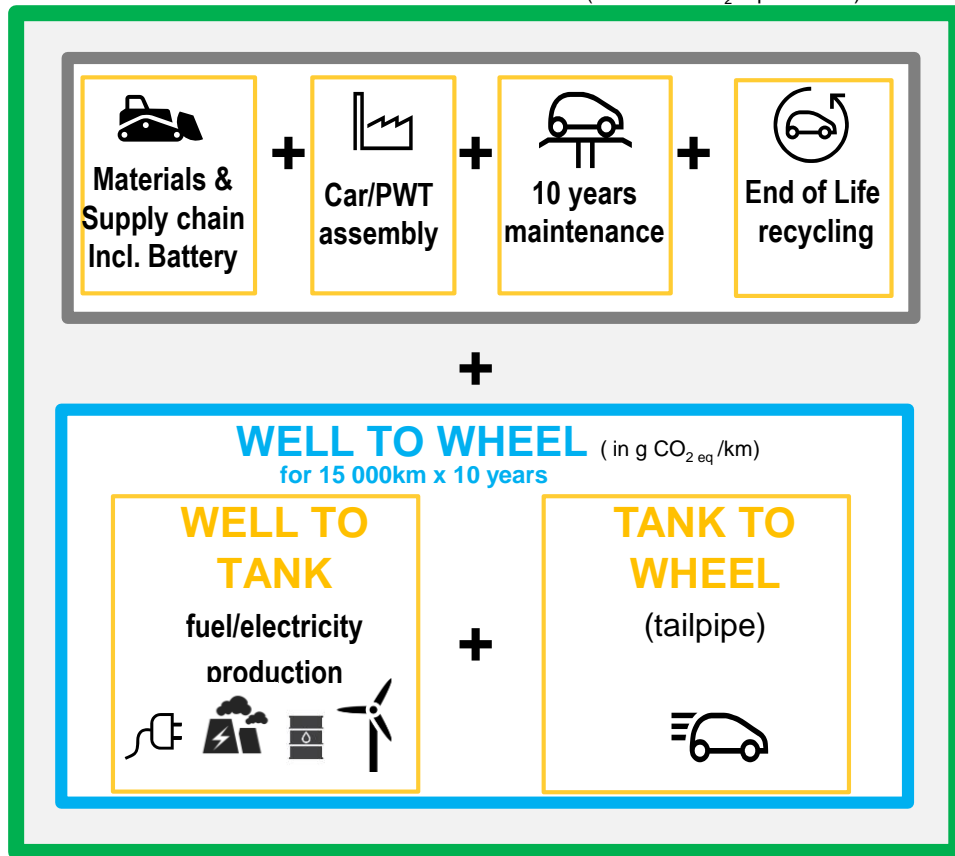 Materials &
Supply chain
Incl. Battery
+
Car/PWT
assembly
+
10 years
maintenance
+
End of Life
recycling
+
WELL TO WHEEL ( in g CO₂ eq /km)
for 15 000km x 10 years
WELL TO
TANK
fuel/electricity
production
+
TANK TO
WHEEL
(tailpipe)